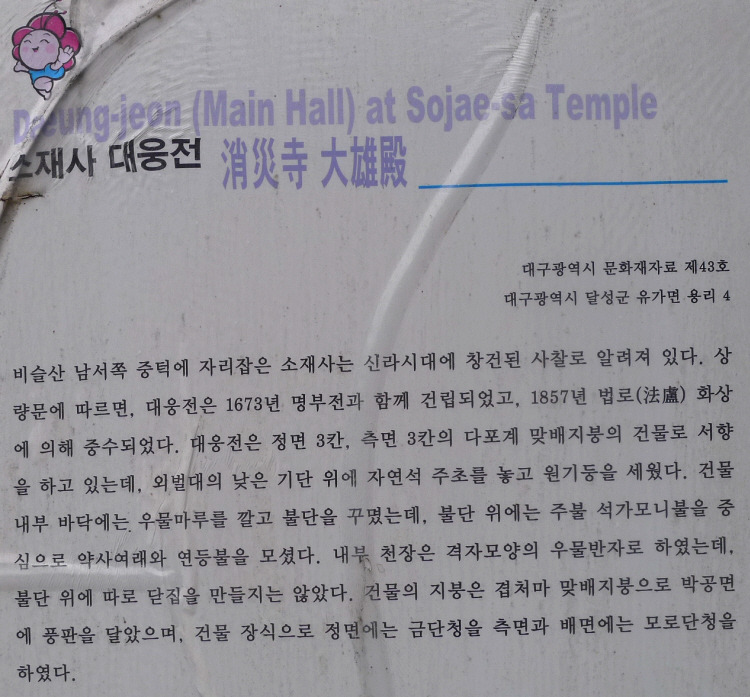 Daeung-jeon (Main Hall) at Sojae-sa Temple
소재사 대웅전 消災寺 大雄殿
대구광역시 문화재자료 제43호
대구광역시 달성군 유가면 용리 4
비슬산 남서쪽 중턱에 자리잡은 소재사는 신라시대에 창건된 사찰로 알려져 있다. 상
량문에 따르면, 대웅전은 1673년 명부전과 함께 건립되었고, 1857년 법로(法盧) 화상
에 의해 중수되었다. 대웅전은 정면 3칸, 측면 3칸의 다포계 맞배지붕의 건물로 서향
을 하고 있는데, 외벌대의 낮은 기단 위에 자연석 주초를 놓고 원기둥을 세웠다. 건물
내부 바닥에는 우물마루를 깔고 불단을 꾸몄는데, 불단 위에는 주불 석가모니불을 중
심으로 약사여래와 연등불을 모셨다. 내부 천장은 격자모양의 우물반자로 하였는데,
불단 위에 따로 닫집을 만들지는 않았다. 건물의 지붕은 겹처마 맞배지붕으로 박공면
에 풍판을 달았으며, 건물 장식으로 정면에는 금단청을 측면과 배면에는 모로단청을
하였다.